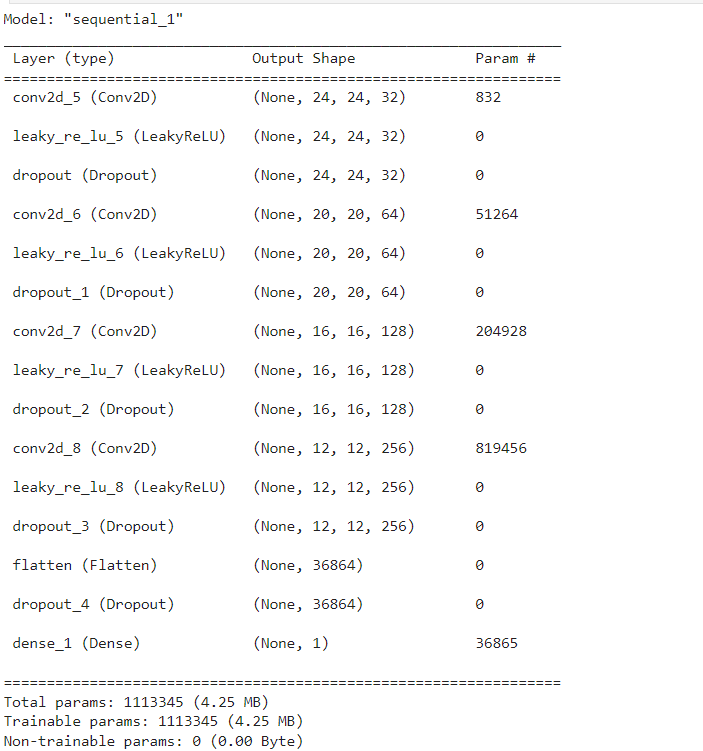 Model: "sequential_1"
Layer (type) Output Shape Param #
conv2d_5 (Conv2D) (None, 24, 24, 32) 832
leaky_re_lu_5 (LeakyReLU) (None, 24, 24, 32) 0
dropout (Dropout) (None, 24, 24, 32) 0
conv2d_6 (Conv2D) (None, 20, 20, 64) 51264
leaky_re_lu_6 (LeakyReLU) (None, 20, 20, 64) 0
dropout_1 (Dropout) (None, 20, 20, 64) 0
conv2d_7 (Conv2D) (None, 16, 16, 128) 204928
leaky_re_lu_7 (LeakyReLU) (None, 16, 16, 128) 0
dropout_2 (Dropout) (None, 16, 16, 128) 0
conv2d_8 (Conv2D) (None, 12, 12, 256) 819456
leaky_re_lu_8 (LeakyReLU) (None, 12, 12, 256) 0
dropout_3 (Dropout) (None, 12, 12, 256) 0
flatten (Flatten) (None, 36864) 0
dropout_4 (Dropout) (None, 36864) 0
dense_1 (Dense) (None, 1) 36865
Total params: 1113345 (4.25 MB)
Trainable params: 1113345 (4.25 MB)
Non-trainable params: 0 (0.00 Byte)